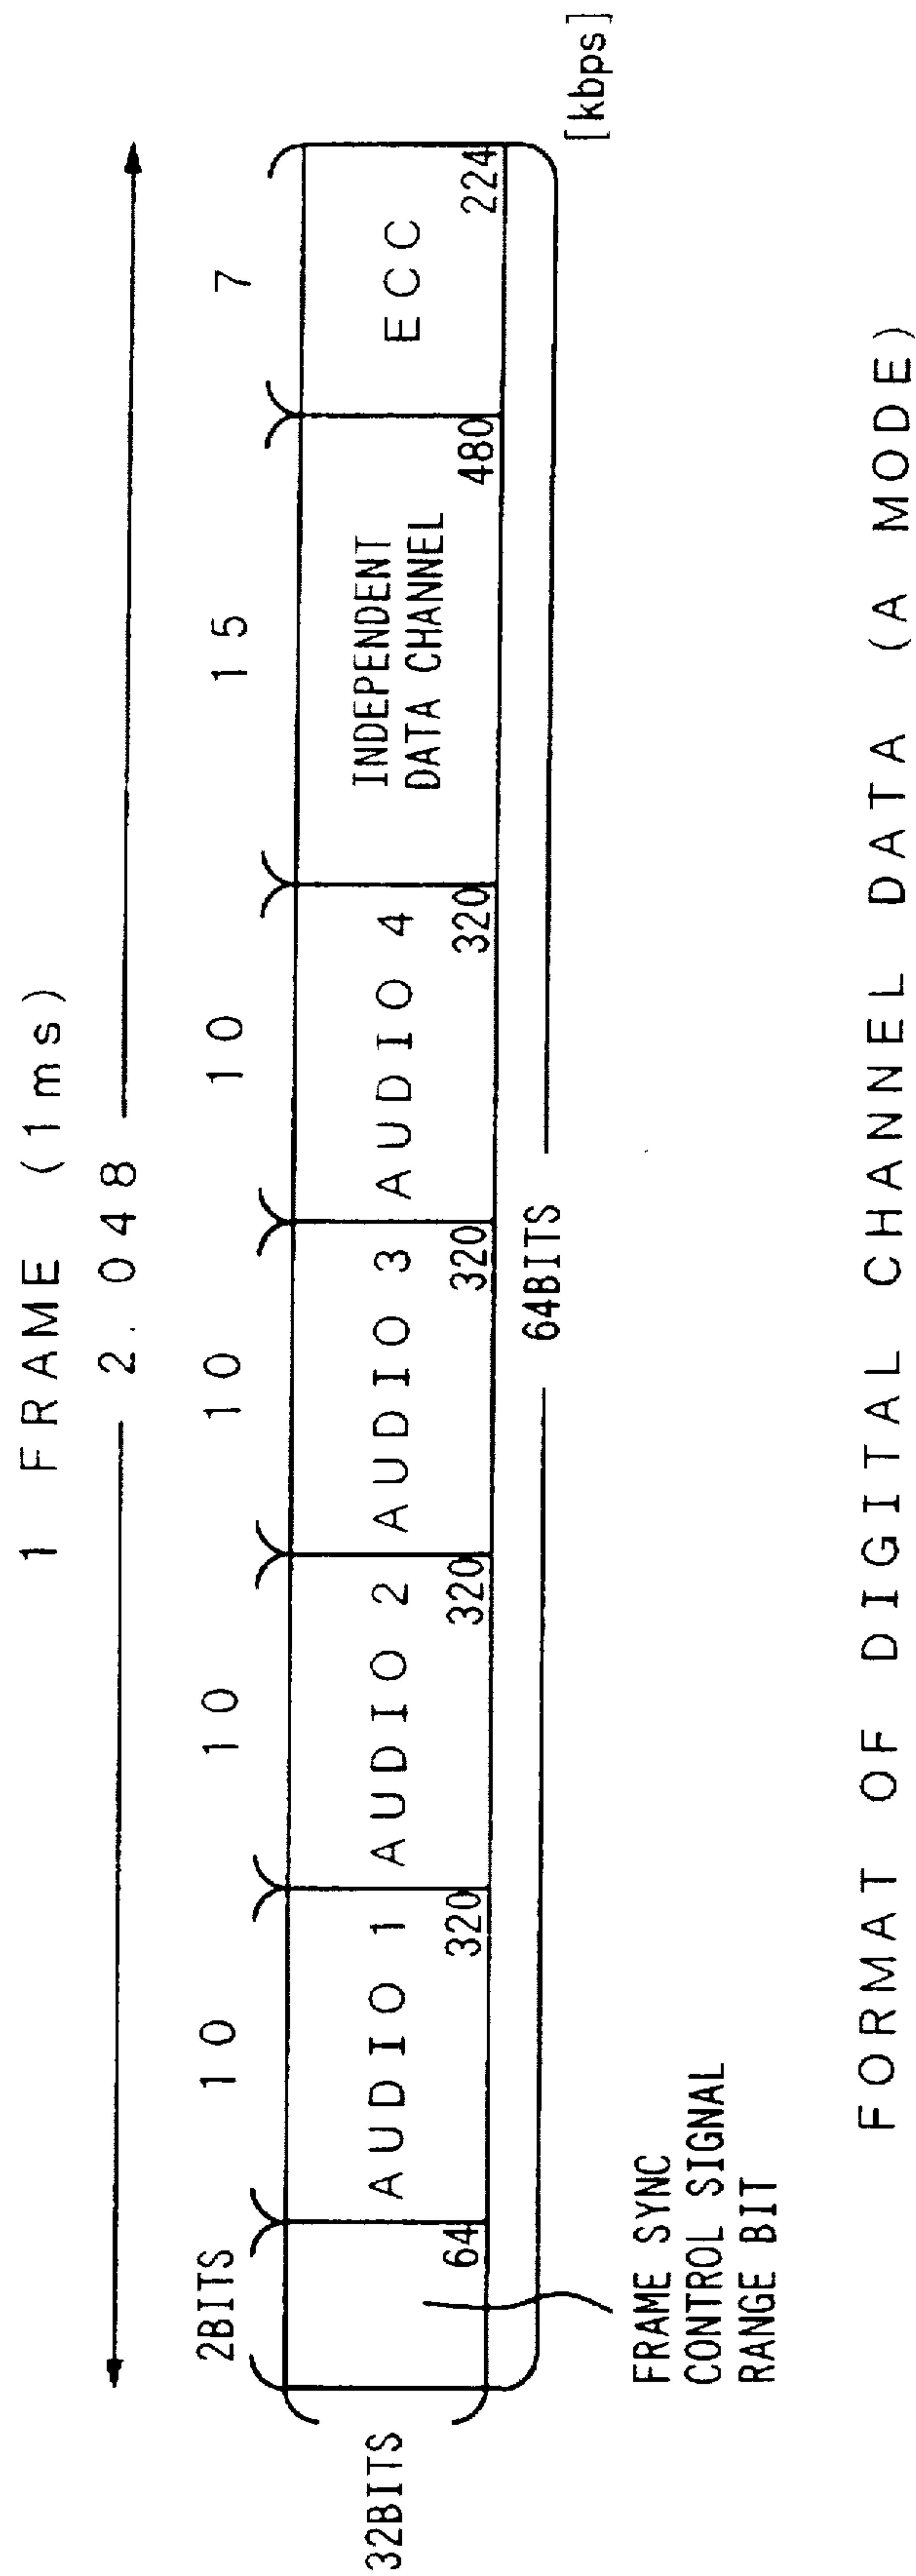 1 FRAME (1ms)
2.048
2BITS
10
10
10
10
15
7
32BITS
64
AUDIO 1
320
AUDIO 2
320
AUDIO 3
320
AUDIO 4
320
INDEPENDENT
DATA CHANNEL
480
ECC
224
[kbps]
64BITS
FRAME SYNC
CONTROL SIGNAL
RANGE BIT
FORMAT OF DIGITAL CHANNEL DATA (A MODE)